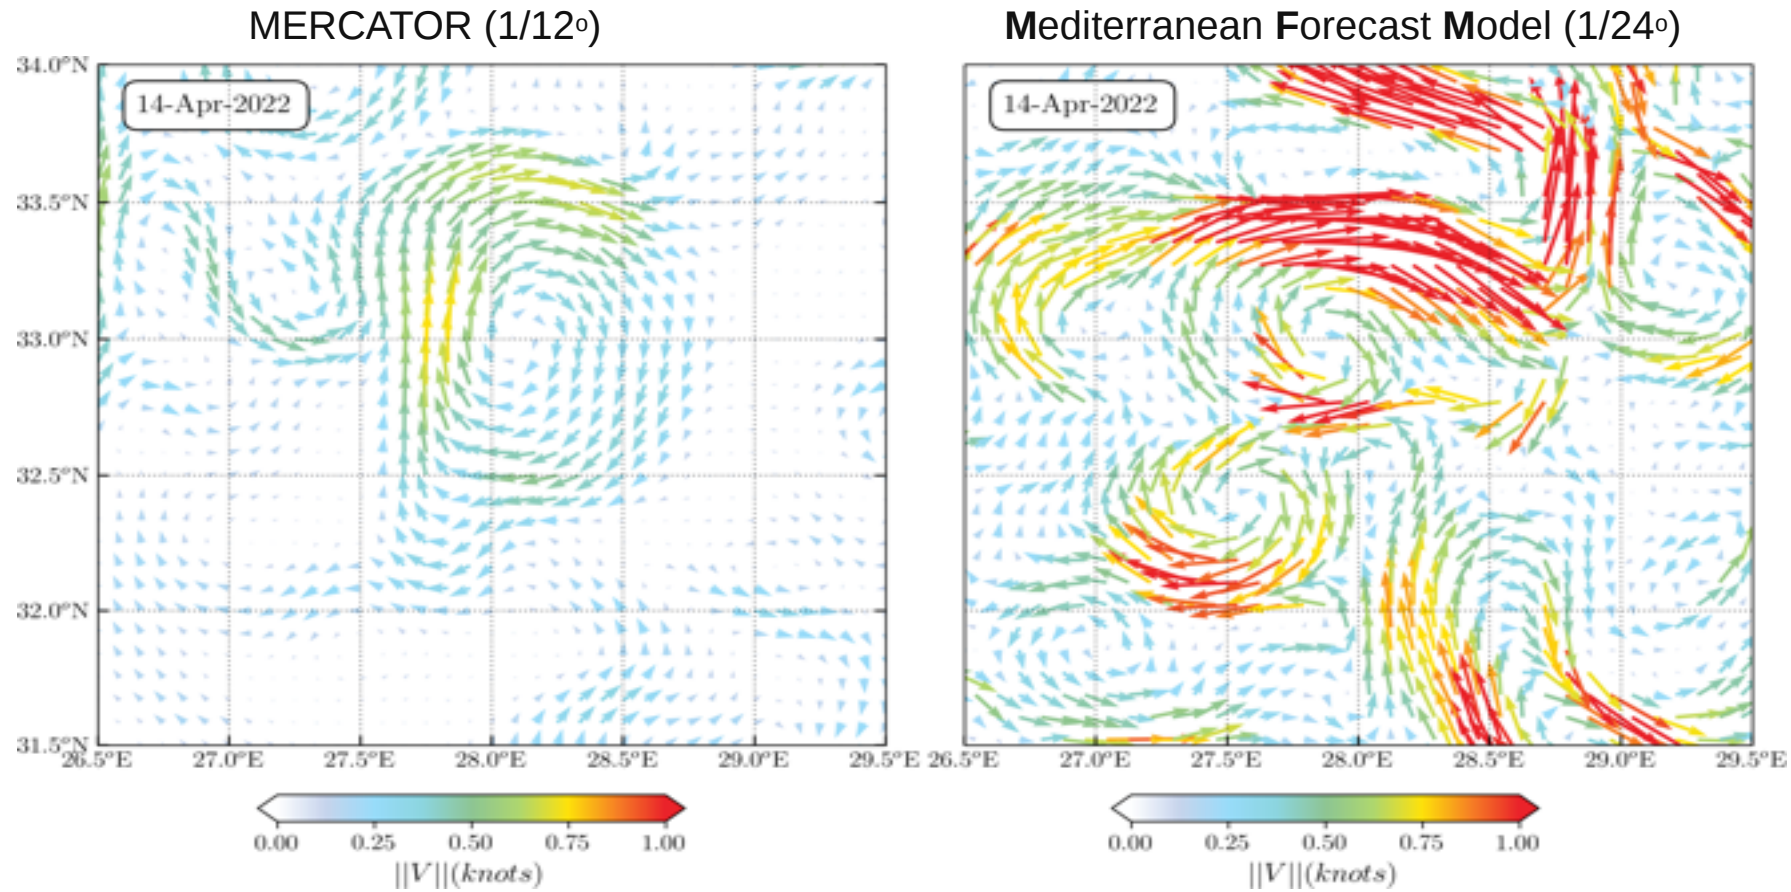 MERCATOR (1/12º)
Mediterranean Forecast Model (1/24º)
34.0°N
33.5°N
33.0°N
32.5°N
32.0°N
31.5°N
14-Apr-2022
14-Apr-2022
26.5°E 27.0°E 27.5°E 28.0°E 28.5°E 29.0°E 29.5°E
26.5°E 27.0°E 27.5°E 28.0°E 28.5°E 29.0°E 29.5°E
0.00 0.25 0.50 0.75 1.00
||V||(knots)
0.00 0.25 0.50 0.75 1.00
||V||(knots)